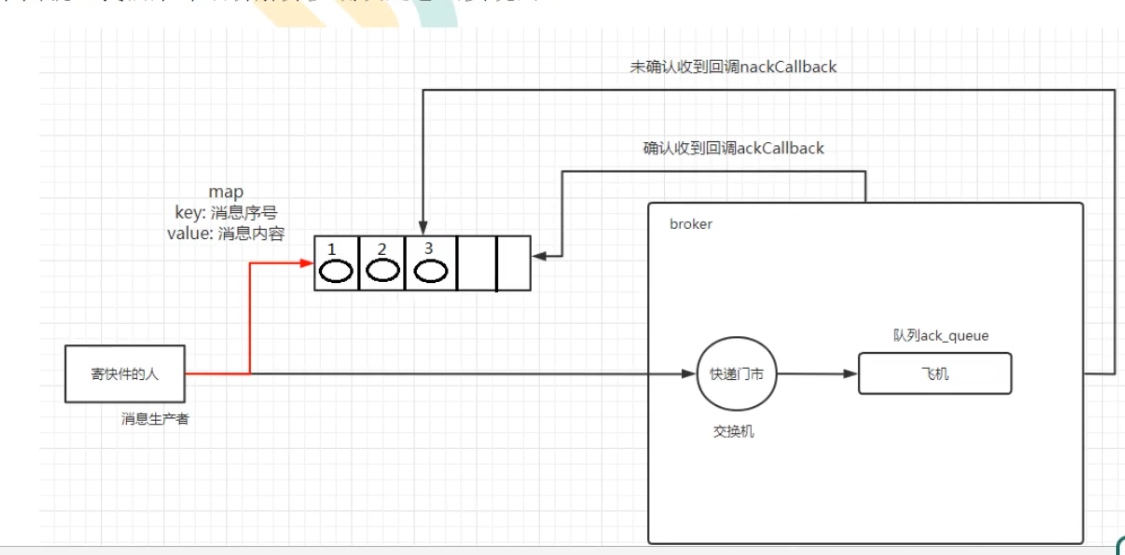 未确认收到回调nackCallback
确认收到回调ackCallback
map
key: 消息序号
value: 消息内容
1 2 3
broker
队列ack_queue
寄快件的人
快递门市
飞机
消息生产者
交换机